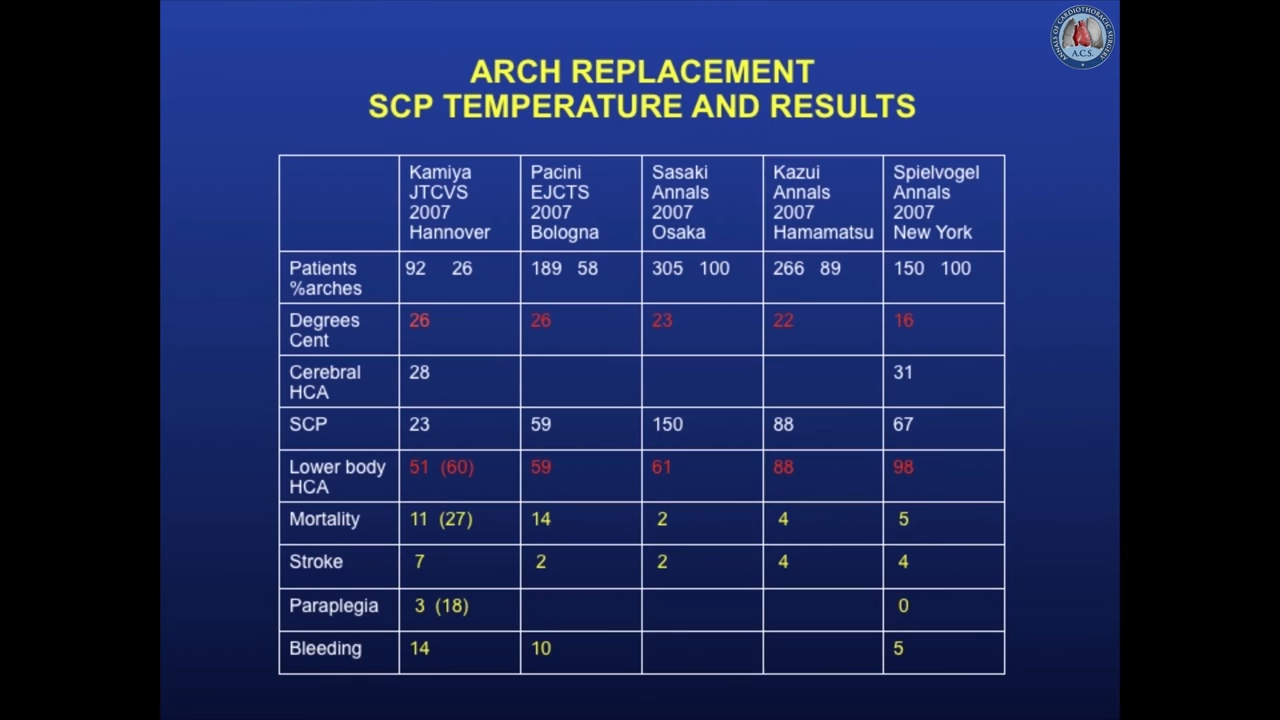 ANNALS OF CARDIOTHORACIC SURGERY
A.C.S.
ARCH REPLACEMENT
SCP TEMPERATURE AND RESULTS
Kamiya JTCVS 2007 Hannover
Pacini EJCTS 2007 Bologna
Sasaki Annals 2007 Osaka
Kazui Annals 2007 Hamamatsu
Spielvogel Annals 2007 New York
Patients %arches 92 26 189 58 305 100 266 89 150 100
Degrees Cent 26 26 23 22 16
Cerebral HCA 28 31
SCP 23 59 150 88 67
Lower body HCA 51 (60) 59 61 88 98
Mortality 11 (27) 14 2 4 5
Stroke 7 2 2 4 4
Paraplegia 3 (18) 0
Bleeding 14 10 5